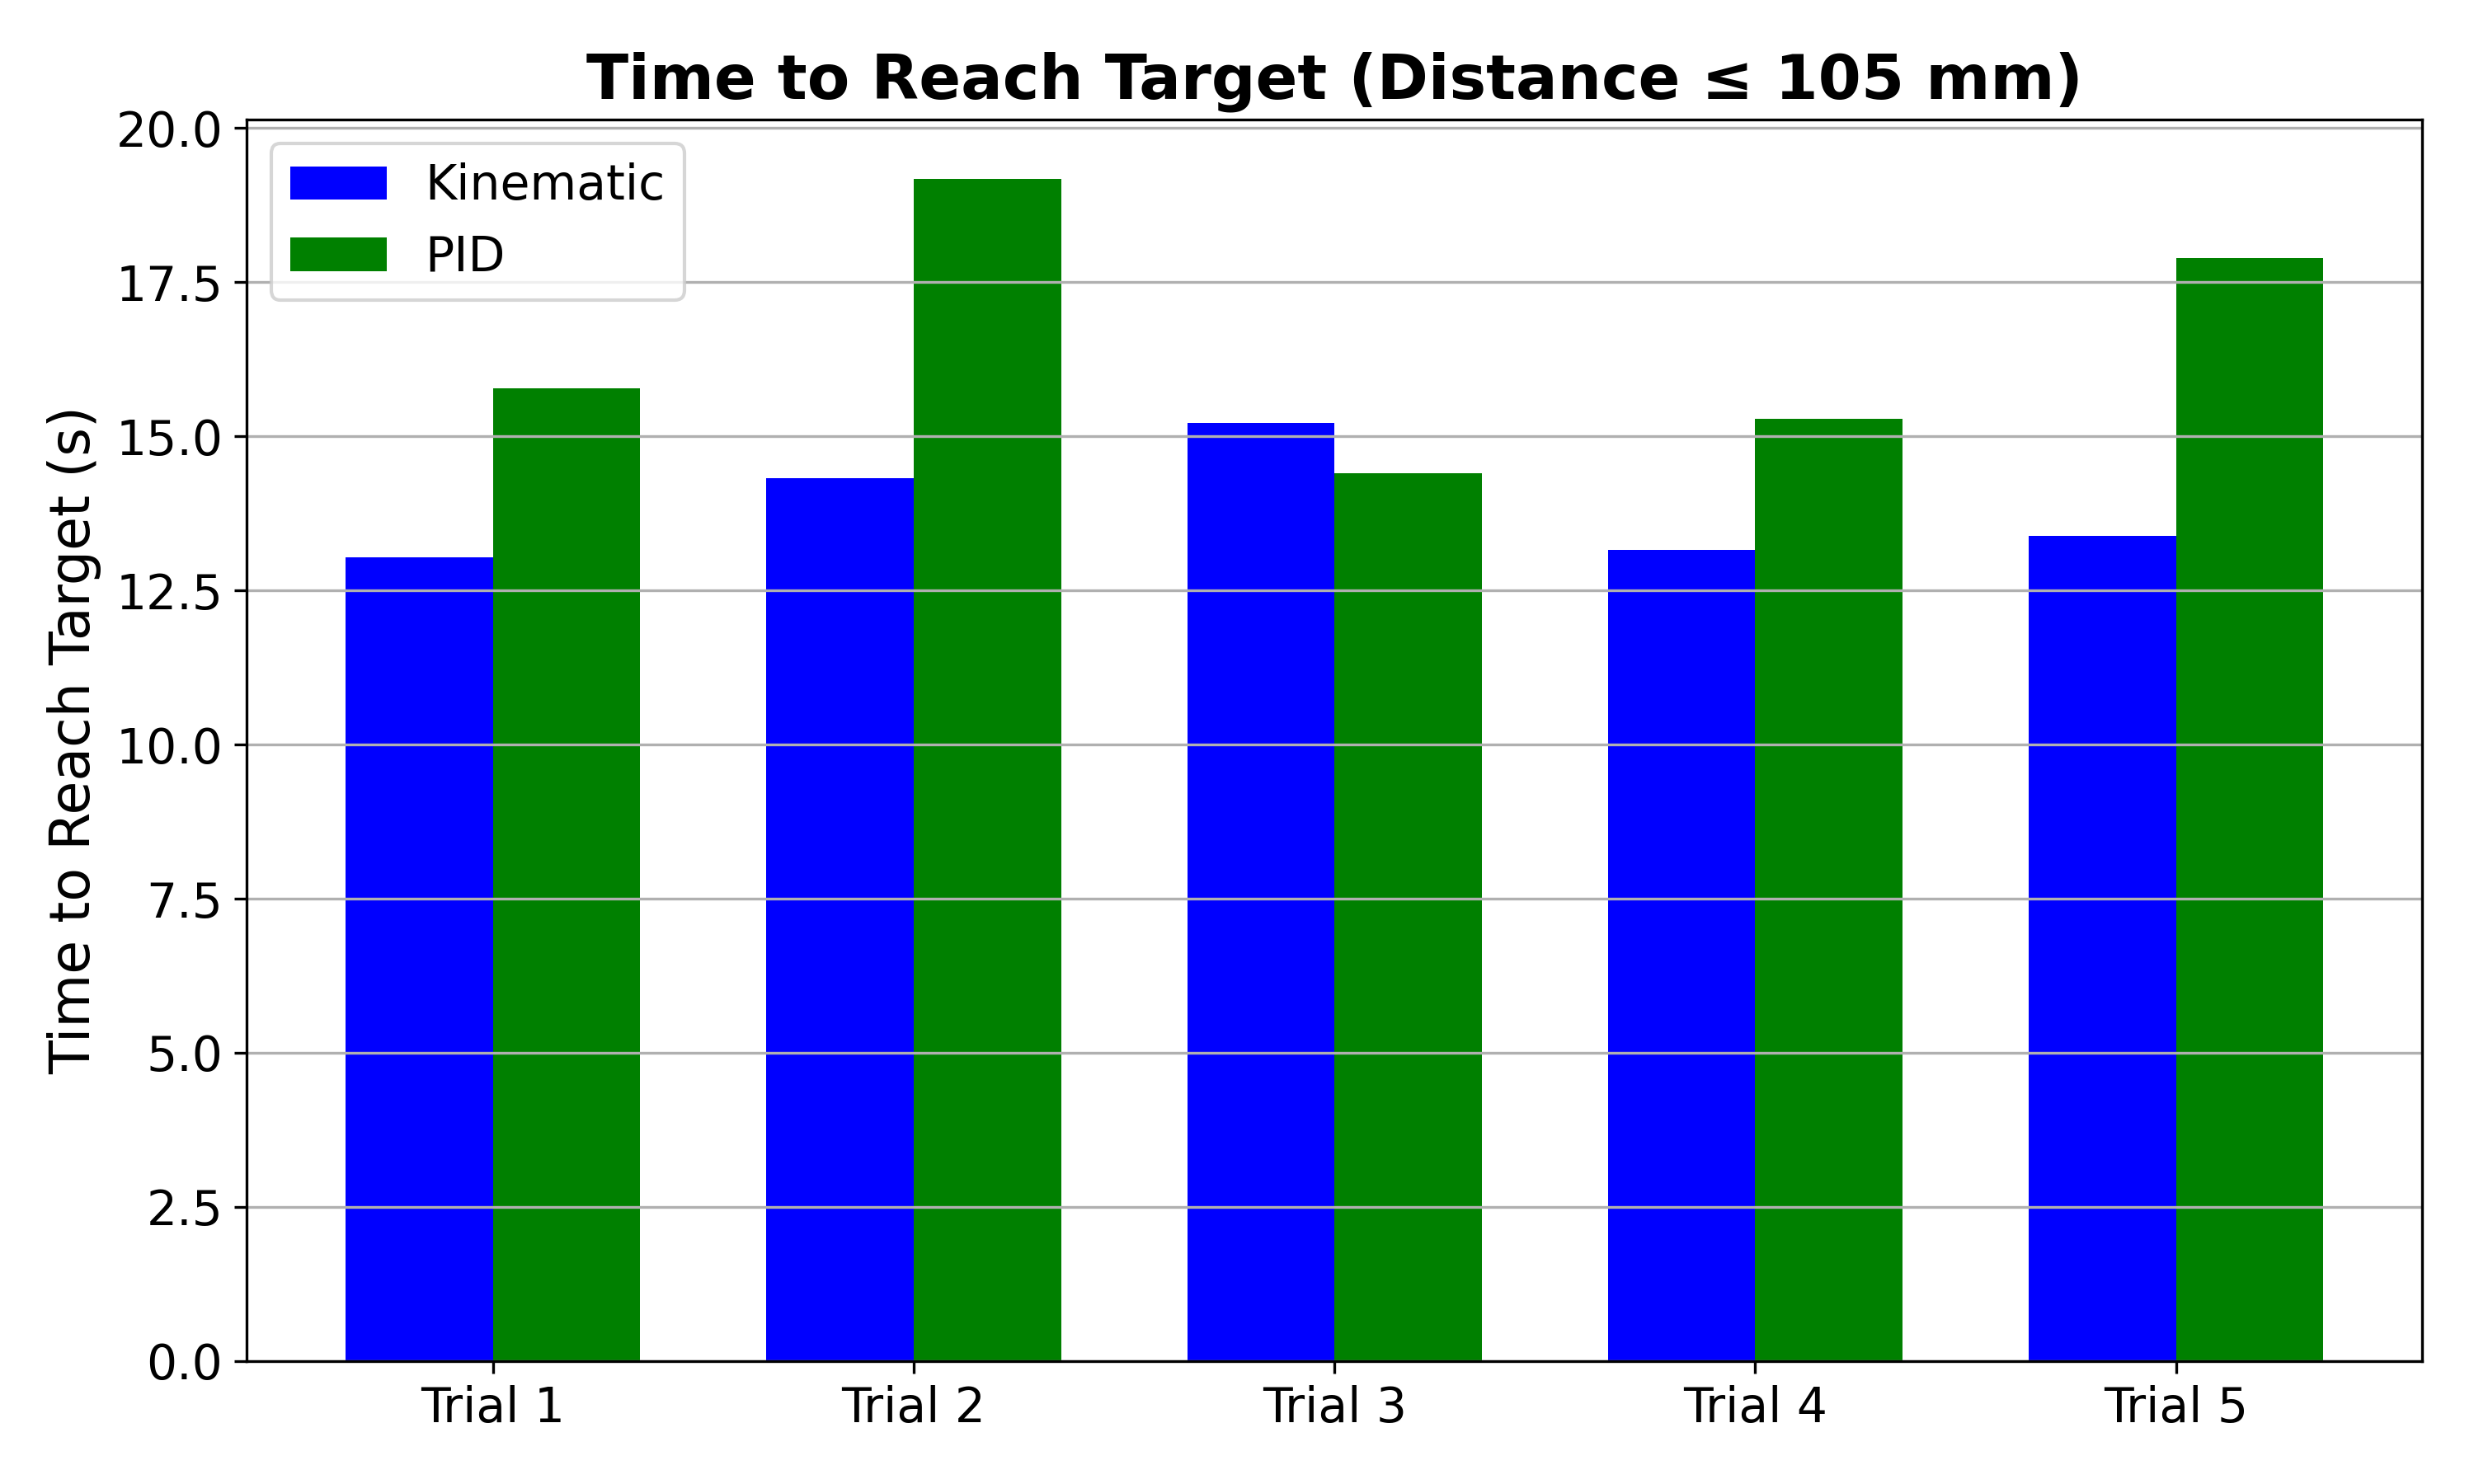 Time to Reach Target (Distance ≤ 105 mm)
Kinematic
PID
Time to Reach Target (s)
20.0
17.5
15.0
12.5
10.0
7.5
5.0
2.5
0.0
Trial 1 Trial 2 Trial 3 Trial 4 Trial 5